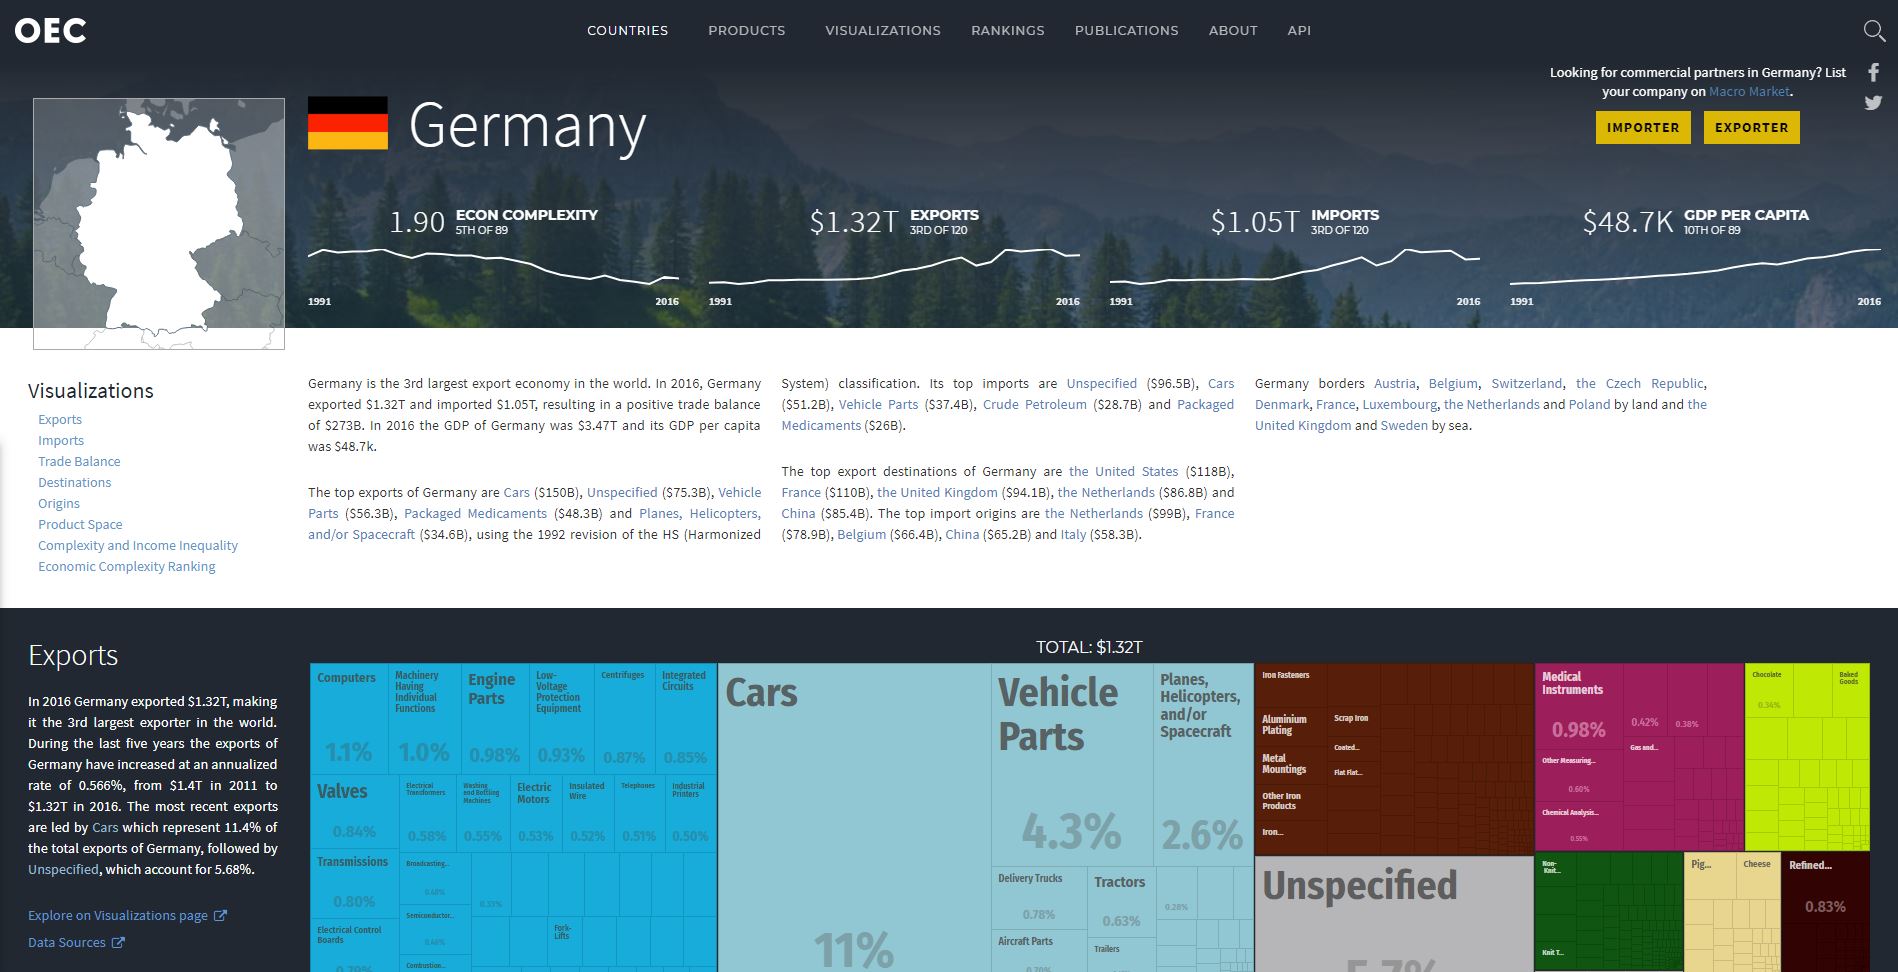 OEC
COUNTRIES
PRODUCTS
VISUALIZATIONS
RANKINGS
PUBLICATIONS
ABOUT
API
Looking for commercial partners in Germany? List
your company on Macro Market.
IMPORTER
EXPORTER
Germany
1.90 ECON COMPLEXITY
5TH OF 89
1991
2016
$1.32T EXPORTS
3RD OF 120
1991
2016
$1.05T IMPORTS
3RD OF 120
1991
2016
$48.7K GDP PER CAPITA
10TH OF 89
1991
2016
Visualizations
Exports
Imports
Trade Balance
Destinations
Origins
Product Space
Complexity and Income Inequality
Economic Complexity Ranking
Germany is the 3rd largest export economy in the world. In 2016, Germany
exported $1.32T and imported $1.05T, resulting in a positive trade balance
of $273B. In 2016 the GDP of Germany was $3.47T and its GDP per capita
was $48.7k.
The top exports of Germany are Cars ($150B), Unspecified ($75.3B), Vehicle
Parts ($56.3B), Packaged Medicaments ($48.3B) and Planes, Helicopters,
and/or Spacecraft ($34.6B), using the 1992 revision of the HS (Harmonized
System) classification. Its top imports are Unspecified ($96.5B), Cars
($51.2B), Vehicle Parts ($37.4B), Crude Petroleum ($28.7B) and Packaged
Medicaments ($26B).
The top export destinations of Germany are the United States ($118B),
France ($110B), the United Kingdom ($94.1B), the Netherlands ($86.8B) and
China ($85.4B). The top import origins are the Netherlands ($99B), France
($78.9B), Belgium ($66.4B), China ($65.2B) and Italy ($58.3B).
Germany borders Austria, Belgium, Switzerland, the Czech Republic,
Denmark, France, Luxembourg, the Netherlands and Poland by land and the
United Kingdom and Sweden by sea.
Exports
In 2016 Germany exported $1.32T, making
it the 3rd largest exporter in the world.
During the last five years the exports of
Germany have increased at an annualized
rate of 0.566%, from $1.4T in 2011 to
$1.32T in 2016. The most recent exports
are led by Cars which represent 11.4% of
the total exports of Germany, followed by
Unspecified, which account for 5.68%.
Explore on Visualizations page
Data Sources
TOTAL: $1.32T
Computers
1.1%
Machinery
Having
Individual
Functions
1.0%
Engine
Parts
0.98%
Low-
Voltage
Protection
Equipment
0.93%
Centrifuges
0.87%
Integrated
Circuits
0.85%
Valves
0.84%
Electrical
Transformers
0.58%
Washing
and Bottling
Machines
0.55%
Electric
Motors
0.53%
Insulated
Wire
0.52%
Telephones
0.51%
Industrial
Printers
0.50%
Transmissions
0.80%
Broadcasting...
0.48%
0.33%
Semiconductor...
0.46%
Electrical Control
Boards
0.79%
Fork-
Lifts
Combustion...
Cars
11%
Vehicle
Parts
4.3%
Planes,
Helicopters,
and/or
Spacecraft
2.6%
Delivery Trucks
0.78%
Tractors
0.63%
0.28%
Aircraft Parts
0.70%
Trailers
Iron Fasteners
Aluminium
Plating
Metal
Mountings
Other Iron
Products
Iron...
Scrap Iron
Coated...
Flat Flat...
Unspecified
5.7%
Medical
Instruments
0.98%
0.42%
0.38%
Other Measuring...
0.60%
Gas and...
Chemical Analysis...
0.55%
Chocolate
0.34%
Baked
Goods
Non-
Knit...
Knit T...
Pig...
Cheese
Refined...
0.83%